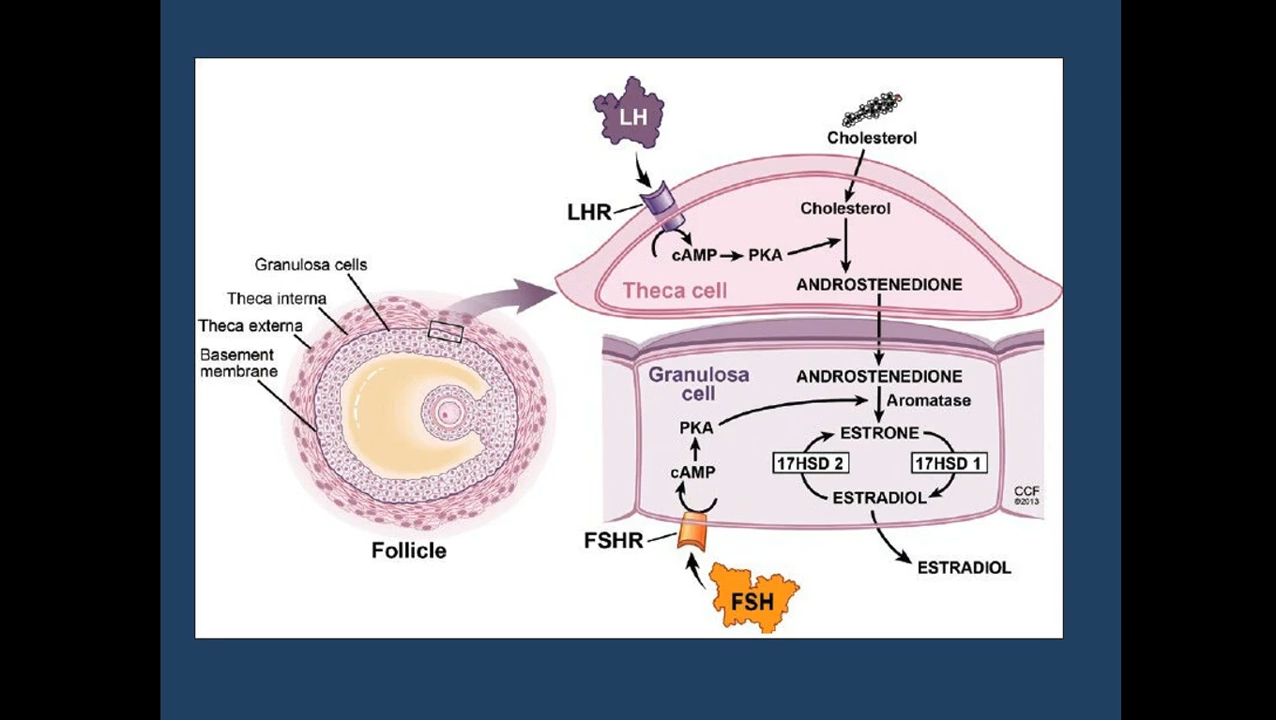 LH
Cholesterol
LHR
Cholesterol
cAMP
PKA
ANDROSTENEDIONE
Theca cell
Granulosa cells
Theca interna
Theca externa
Basement
membrane
Follicle
Granulosa
cell
ANDROSTENEDIONE
Aromatase
PKA
ESTRONE
17HSD 2
17HSD 1
cAMP
ESTRADIOL
CCF
©2013
FSHR
ESTRADIOL
FSH